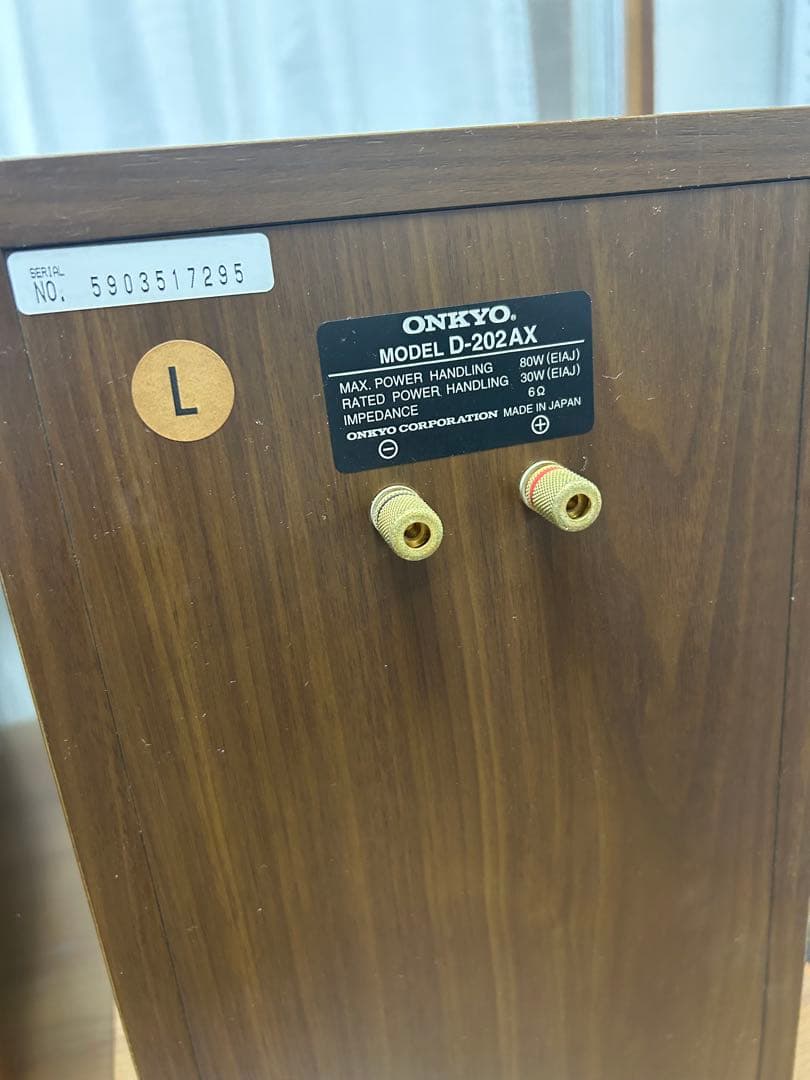 SERIAL
NO. 5903517295
L
ONKYO®
MODEL D-202AX
MAX. POWER HANDLING 80W (EIAJ)
RATED POWER HANDLING 30W (EIAJ)
IMPEDANCE 6Ω
ONKYO CORPORATION MADE IN JAPAN
⊖ ⊕